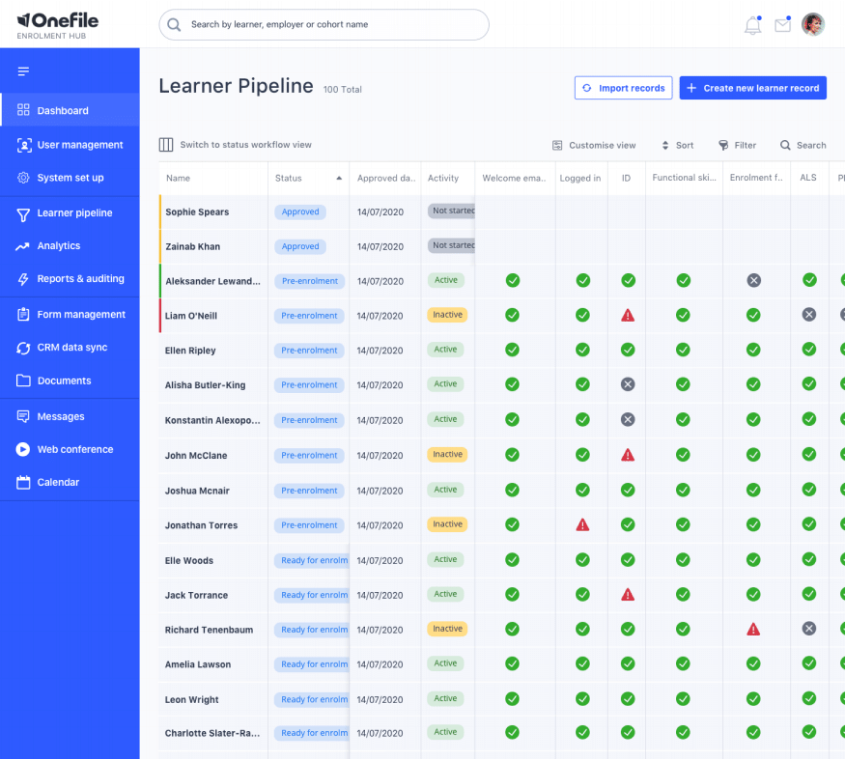 Onefile
ENROLMENT HUB
Search by learner, employer or cohort name
Dashboard
User management
System set up
Learner pipeline
Analytics
Reports & auditing
Form management
CRM data sync
Documents
Messages
Web conference
Calendar
Learner Pipeline 100 Total
Import records
Create new learner record
Switch to status workflow view
Customise view Sort Filter Search
Name Status Approved da.. Activity Welcome ema.. Logged in ID Functional ski... Enrolment f.. ALS
Sophie Spears Approved 14/07/2020 Not started
Zainab Khan Approved 14/07/2020 Not started
Aleksander Lewand... Pre-enrolment 14/07/2020 Active
Liam O'Neill Pre-enrolment 14/07/2020 Inactive
Ellen Ripley Pre-enrolment 14/07/2020 Active
Alisha Butler-King Pre-enrolment 14/07/2020 Active
Konstantin Alexopo... Pre-enrolment 14/07/2020 Active
John McClane Pre-enrolment 14/07/2020 Inactive
Joshua Mcnair Pre-enrolment 14/07/2020 Active
Jonathan Torres Pre-enrolment 14/07/2020 Inactive
Elle Woods Ready for enrolm 14/07/2020 Active
Jack Torrance Ready for enrolm 14/07/2020 Active
Richard Tenenbaum Ready for enrolm 14/07/2020 Inactive
Amelia Lawson Ready for enrolm 14/07/2020 Active
Leon Wright Ready for enrolm 14/07/2020 Active
Charlotte Slater-Ra... Ready for enrolm 14/07/2020 Active